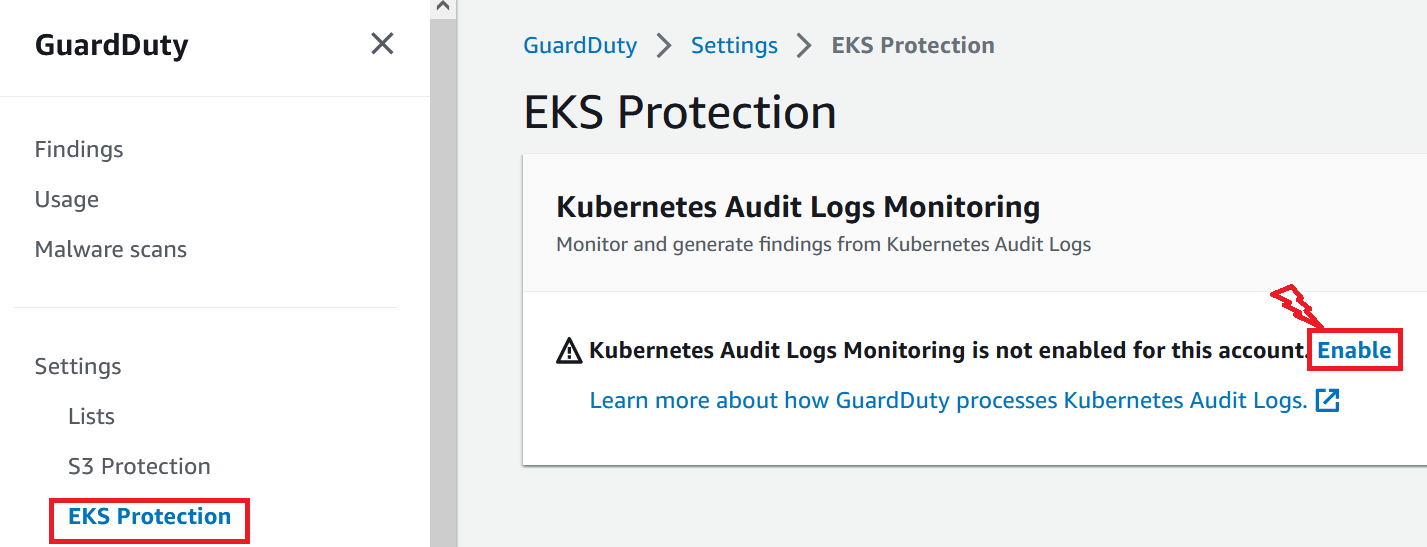 GuardDuty
Findings
Usage
Malware scans
Settings
Lists
S3 Protection
EKS Protection
GuardDuty > Settings > EKS Protection
EKS Protection
Kubernetes Audit Logs Monitoring
Monitor and generate findings from Kubernetes Audit Logs
Kubernetes Audit Logs Monitoring is not enabled for this account. Enable
Learn more about how GuardDuty processes Kubernetes Audit Logs.